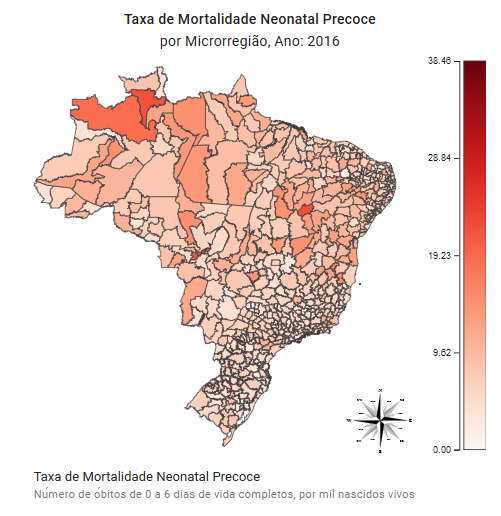 Taxa de Mortalidade Neonatal Precoce
por Microrregião, Ano: 2016
38.46
28.84
19.23
9.62
0.00
Taxa de Mortalidade Neonatal Precoce
Número de óbitos de 0 a 6 dias de vida completos, por mil nascidos vivos